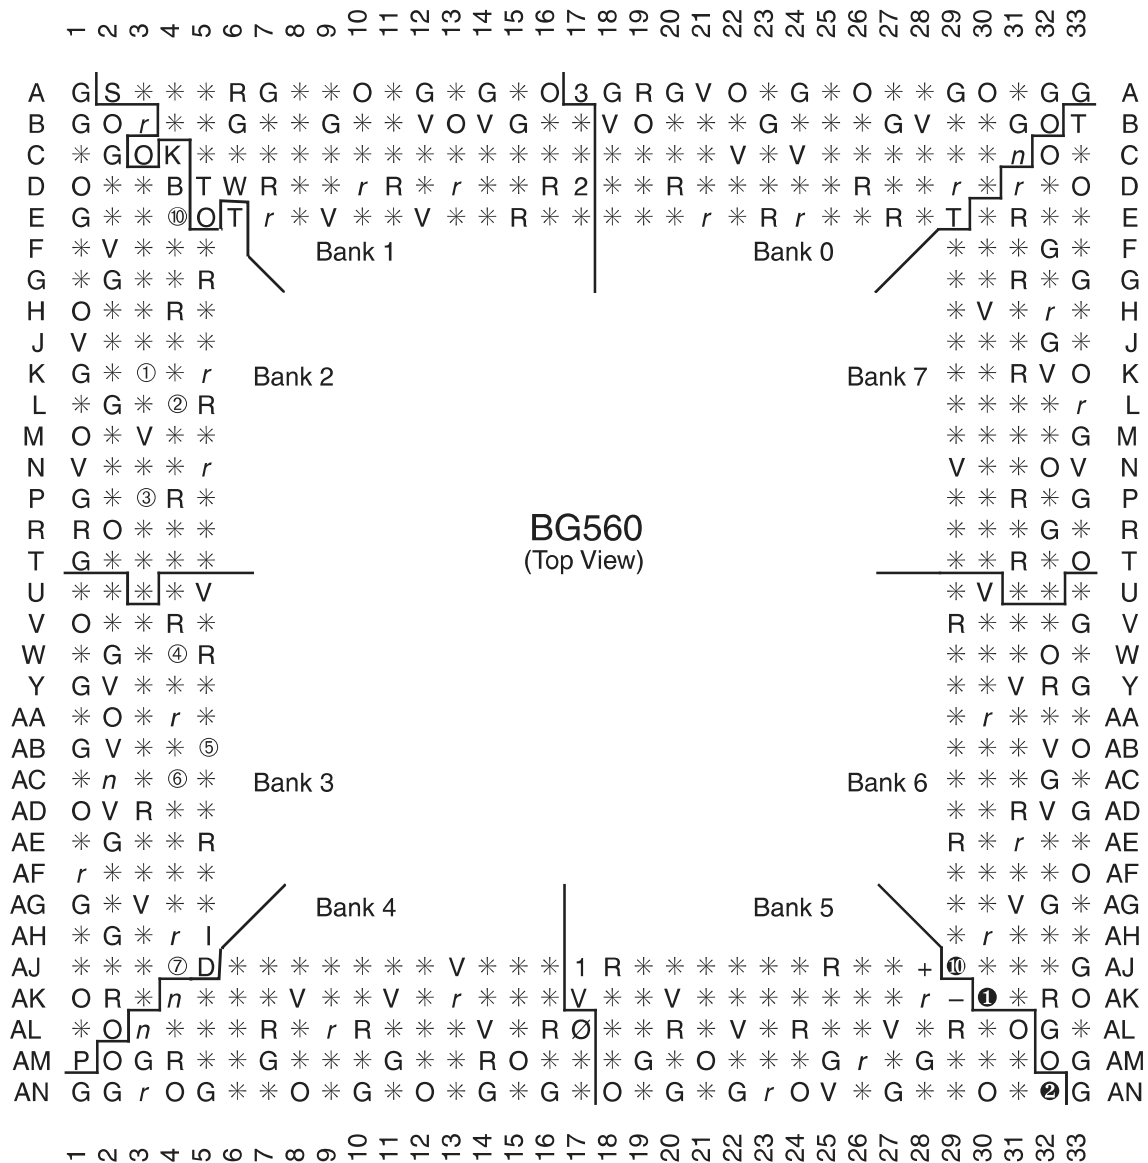 1 2 3 4 5 6 7 8 9 10 11 12 13 14 15 16 17 18 19 20 21 22 23 24 25 26 27 28 29 30 31 32 33
A G S ✳ ✳ ✳ R G ✳ ✳ O ✳ G ✳ G ✳ O 3 G R G V O ✳ G ✳ O ✳ ✳ G O ✳ G G A
B G O r ✳ ✳ G ✳ ✳ G ✳ ✳ V O V G ✳ ✳ V O ✳ ✳ ✳ G ✳ ✳ ✳ G V ✳ ✳ G O T B
C ✳ G O K ✳ ✳ ✳ ✳ ✳ ✳ ✳ ✳ ✳ ✳ ✳ ✳ ✳ ✳ ✳ ✳ ✳ V ✳ V ✳ ✳ ✳ ✳ ✳ ✳ n O ✳ C
D O ✳ ✳ B T W R ✳ ✳ r R ✳ r ✳ ✳ R 2 ✳ ✳ R ✳ ✳ ✳ ✳ ✳ R ✳ ✳ r ✳ r ✳ O D
E G ✳ ✳ ⑩ O T r ✳ V ✳ ✳ V ✳ ✳ R ✳ ✳ ✳ ✳ ✳ r ✳ R r ✳ ✳ R ✳ T ✳ R ✳ ✳ E
F ✳ V ✳ ✳ ✳ Bank 1 Bank 0 ✳ ✳ ✳ G ✳ F
G ✳ G ✳ ✳ R ✳ ✳ R ✳ G G
H O ✳ ✳ R ✳ ✳ V ✳ r ✳ H
J V ✳ ✳ ✳ ✳ ✳ ✳ ✳ G ✳ J
K G ✳ ① ✳ r Bank 2 Bank 7 ✳ ✳ R V O K
L ✳ G ✳ ② R ✳ ✳ ✳ ✳ r L
M O ✳ V ✳ ✳ ✳ ✳ ✳ ✳ G M
N V ✳ ✳ ✳ r V ✳ ✳ O V N
P G ✳ ③ R ✳ ✳ ✳ R ✳ G P
R R O ✳ ✳ ✳ BG560 ✳ ✳ ✳ G ✳ R
T G ✳ ✳ ✳ ✳ (Top View) ✳ ✳ R ✳ O T
U ✳ ✳ ✳ ✳ V ✳ V ✳ ✳ ✳ U
V O ✳ ✳ R ✳ R ✳ ✳ ✳ G V
W ✳ G ✳ ④ R ✳ ✳ ✳ O ✳ W
Y G V ✳ ✳ ✳ ✳ ✳ V R G Y
AA ✳ O ✳ r ✳ ✳ r ✳ ✳ ✳ AA
AB G V ✳ ✳ ⑤ ✳ ✳ ✳ V O AB
AC ✳ n ✳ ⑥ ✳ Bank 3 Bank 6 ✳ ✳ ✳ G ✳ AC
AD O V R ✳ ✳ ✳ ✳ R V G AD
AE ✳ G ✳ ✳ R R ✳ r ✳ ✳ AE
AF r ✳ ✳ ✳ ✳ ✳ ✳ ✳ ✳ O AF
AG G ✳ V ✳ ✳ Bank 4 Bank 5 ✳ ✳ V G ✳ AG
AH ✳ G ✳ r I ✳ r ✳ ✳ ✳ AH
AJ ✳ ✳ ✳ ⑦ D ✳ ✳ ✳ ✳ ✳ ✳ ✳ V ✳ ✳ ✳ 1 R ✳ ✳ ✳ ✳ ✳ ✳ R ✳ ✳ + ❿ ✳ ✳ ✳ G AJ
AK O R ✳ n ✳ ✳ ✳ V ✳ ✳ V ✳ r ✳ ✳ ✳ V ✳ ✳ V ✳ ✳ ✳ ✳ ✳ ✳ ✳ r – ❶ ✳ R O AK
AL ✳ O n ✳ ✳ ✳ R ✳ r R ✳ ✳ ✳ V ✳ R Ø ✳ ✳ R ✳ V ✳ R ✳ ✳ V ✳ R ✳ O G ✳ AL
AM P O G R ✳ ✳ G ✳ ✳ ✳ G ✳ ✳ R O ✳ ✳ ✳ G ✳ O ✳ ✳ ✳ G r ✳ G ✳ ✳ ✳ O G AM
AN G G r O G ✳ ✳ O ✳ G ✳ O ✳ G ✳ G ✳ O ✳ G ✳ G r O V ✳ G ✳ ✳ O ✳ ❷ G AN
1 2 3 4 5 6 7 8 9 10 11 12 13 14 15 16 17 18 19 20 21 22 23 24 25 26 27 28 29 30 31 32 33